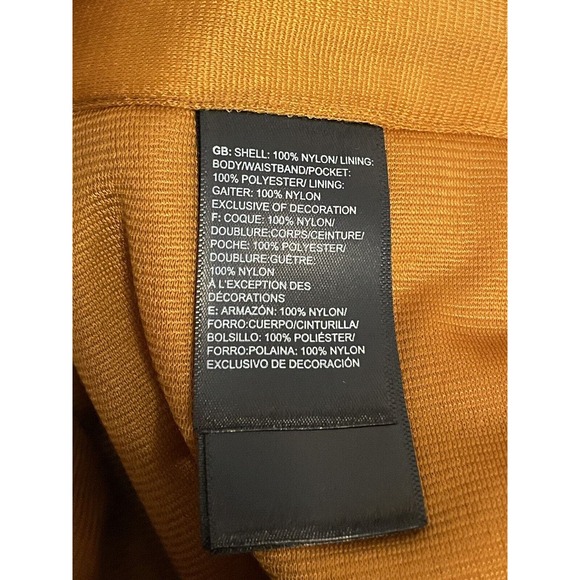 GB: SHELL: 100% NYLON/ LINING:
BODY/WAISTBAND/POCKET:
100% POLYESTER/ LINING:
GAITER: 100% NYLON
EXCLUSIVE OF DECORATION
F: COQUE: 100% NYLON/
DOUBLURE:CORPS/CEINTURE/
POCHE: 100% POLYESTER/
DOUBLURE:GUÊTRE:
100% NYLON
À L'EXCEPTION DES
DÉCORATIONS
E: ARMAZÓN: 100% NYLON/
FORRO:CUERPO/CINTURILLA/
BOLSILLO: 100% POLIÉSTER/
FORRO:POLAINA: 100% NYLON
EXCLUSIVO DE DECORACIÓN